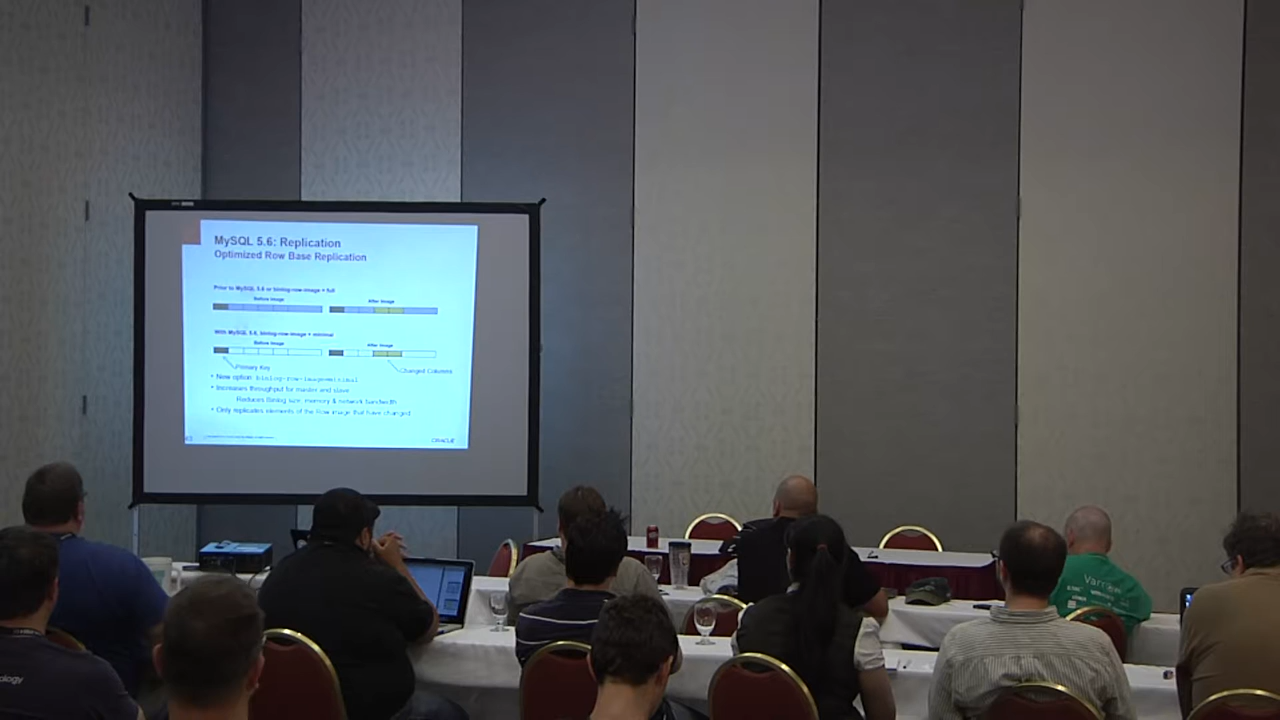 MySQL 5.6: Replication
Optimized Row Base Replication
Prior to MySQL 5.6 or binlog-row-image = full
Before Image
After Image
With MySQL 5.6, binlog-row-image = minimal
Before Image
After Image
Primary Key
Changed Columns
• New option: binlog-row-image=minimal
• Increases throughput for master and slave
Reduces Binlog size, memory & network bandwidth
• Only replicates elements of the Row image that have changed
ORACLE
ology